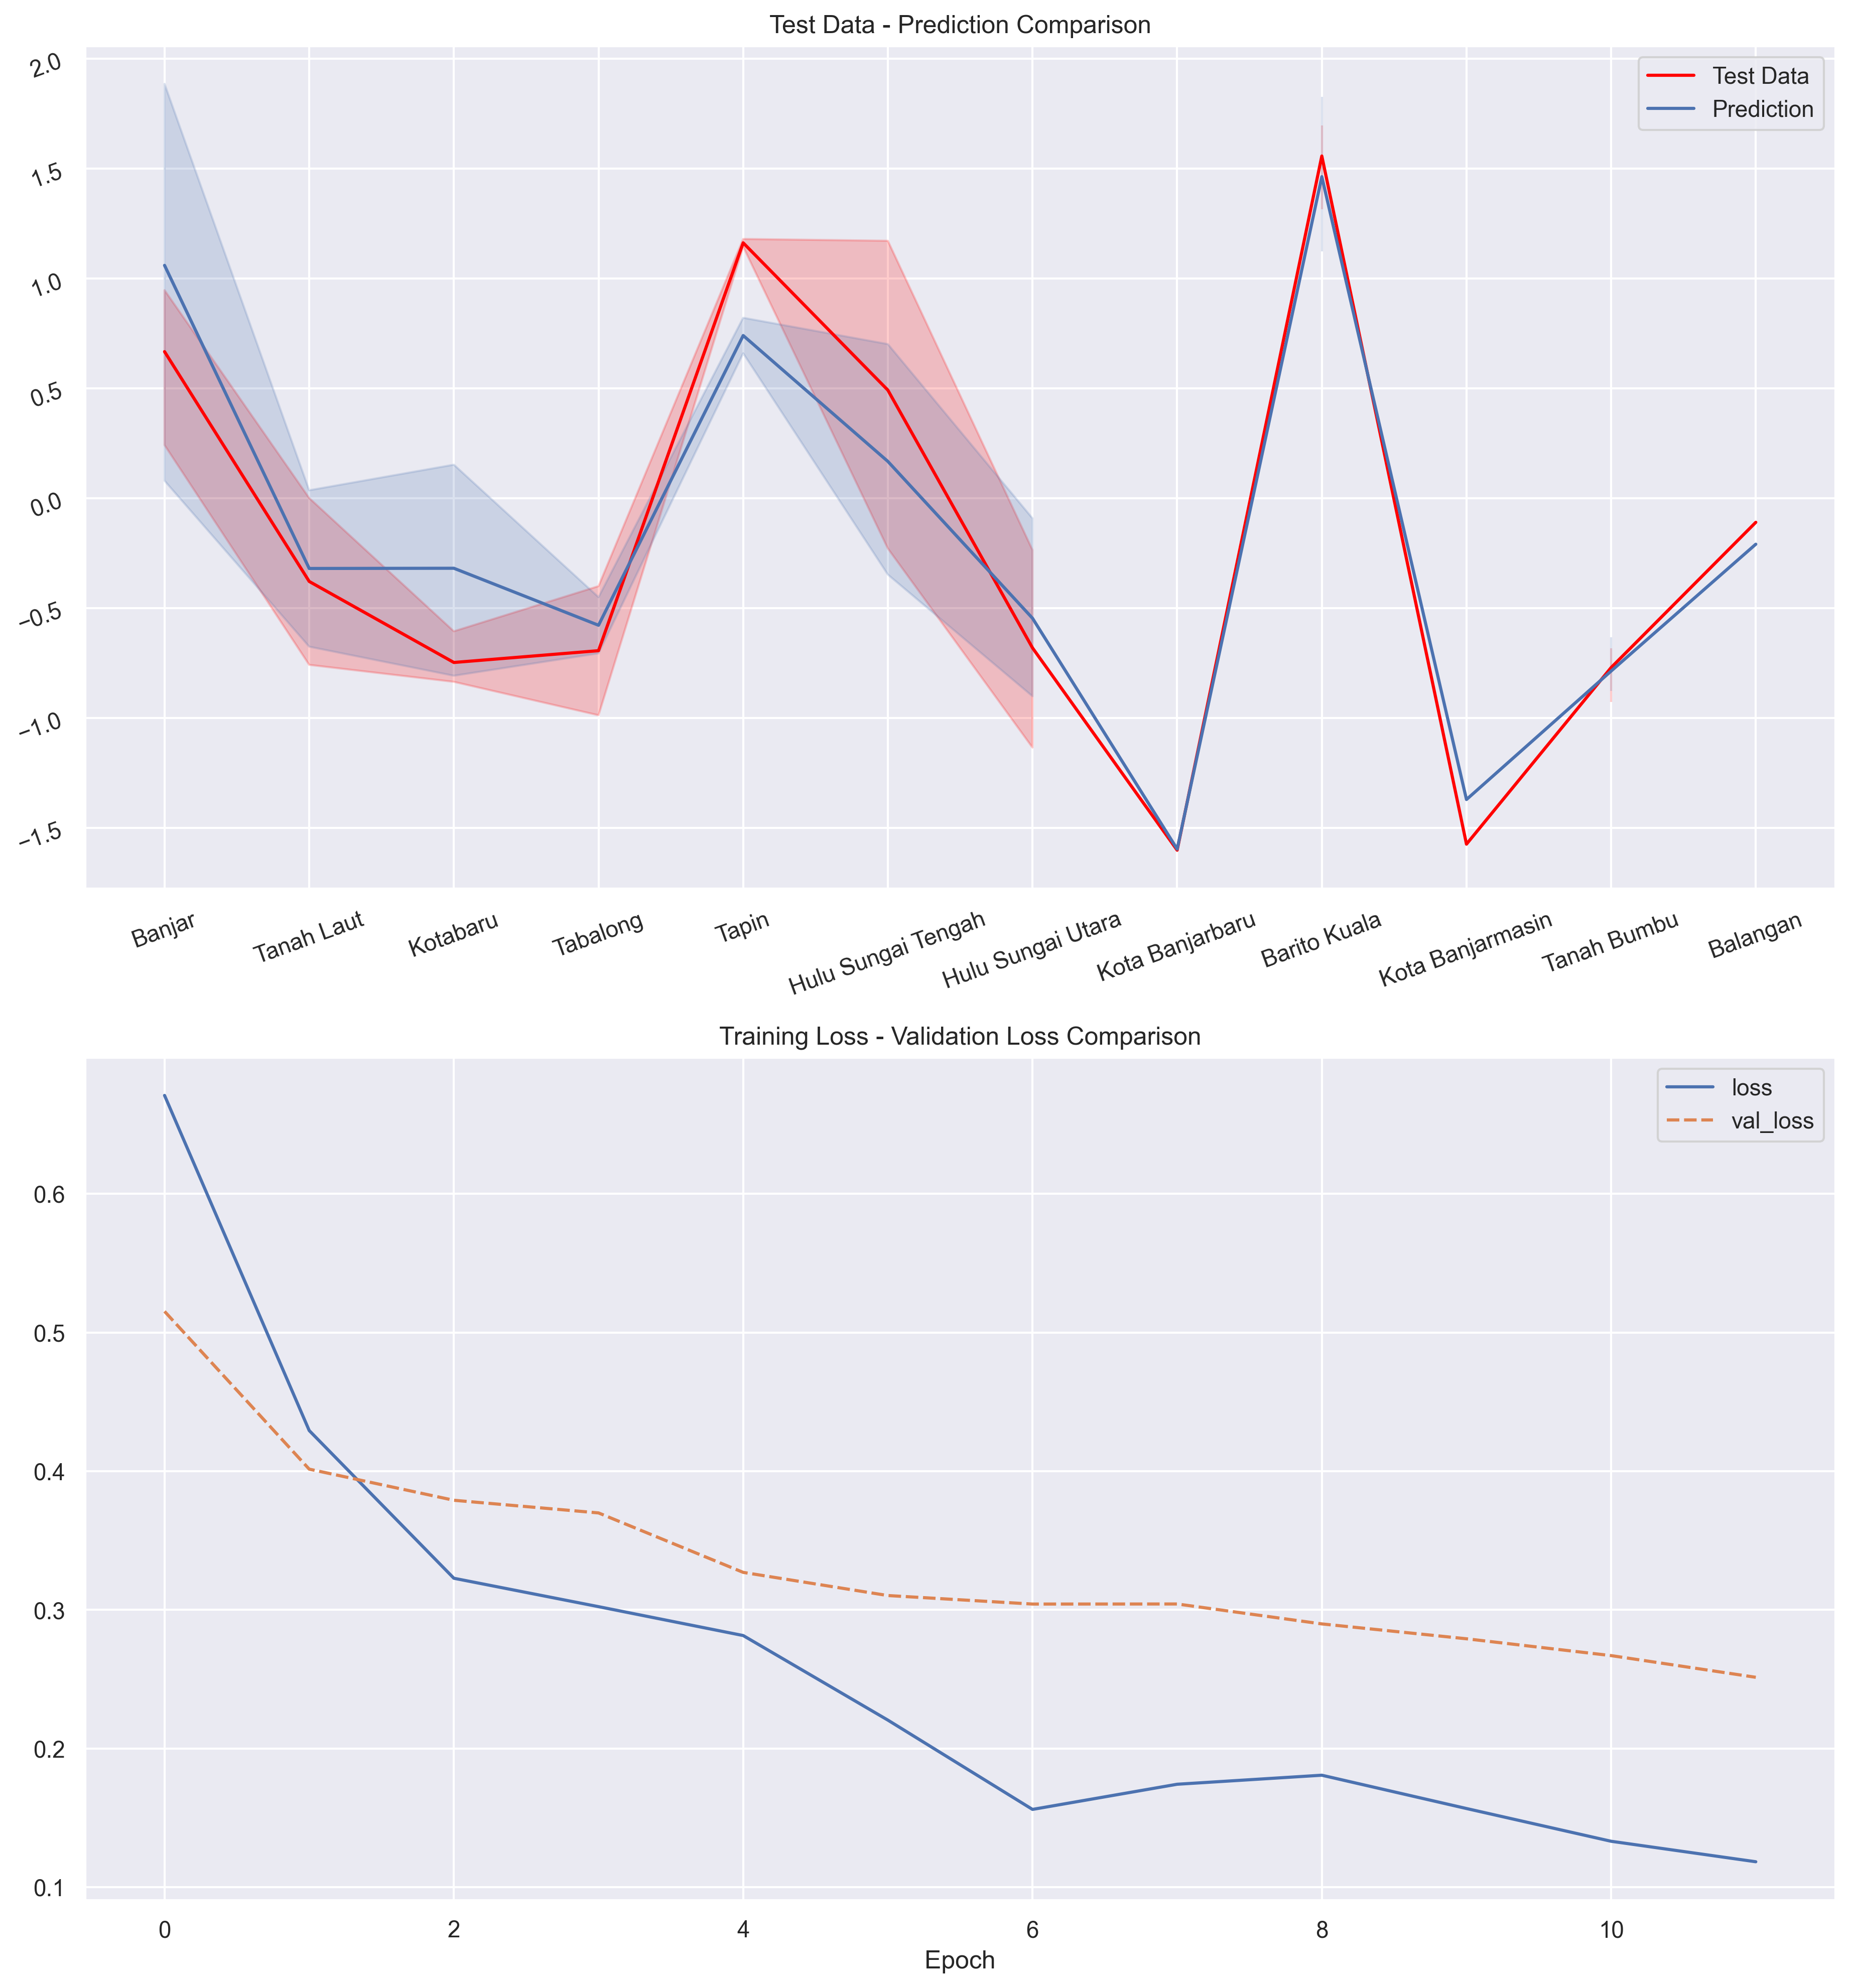 Test Data - Prediction Comparison
2.0
1.5
1.0
0.5
0.0
−0.5
−1.0
−1.5
Test Data
Prediction
Banjar
Tanah Laut
Kotabaru
Tabalong
Tapin
Hulu Sungai Tengah
Hulu Sungai Utara
Kota Banjarbaru
Barito Kuala
Kota Banjarmasin
Tanah Bumbu
Balangan
Training Loss - Validation Loss Comparison
loss
val_loss
0.6
0.5
0.4
0.3
0.2
0.1
0 2 4 6 8 10
Epoch